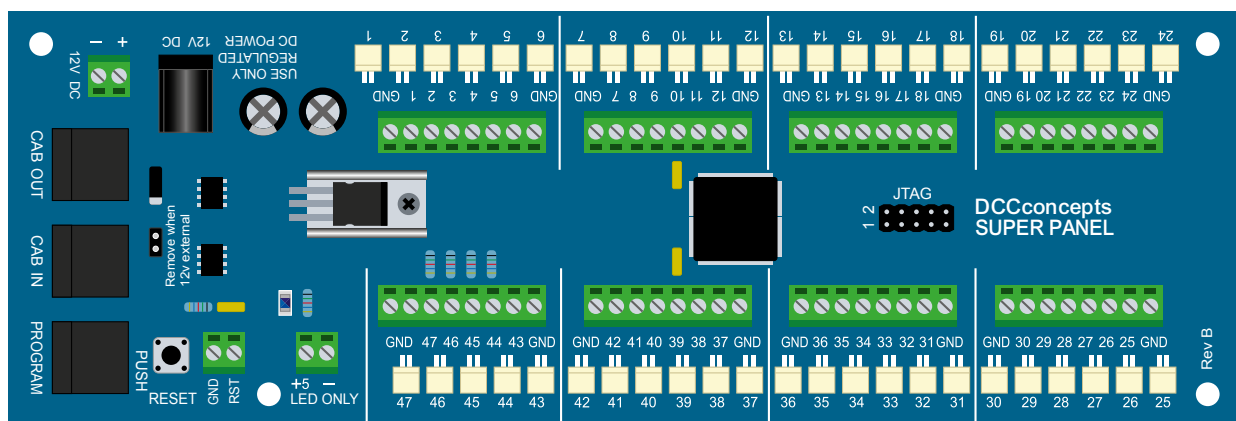 12V DC
− +
12V DC
USE ONLY
REGULATED
DC POWER
1 2 3 4 5 6
GND 1 2 3 4 5 6 GND
7 8 9 10 11 12
GND 7 8 9 10 11 12 GND
13 14 15 16 17 18
GND 13 14 15 16 17 18 GND
19 20 21 22 23 24
GND 19 20 21 22 23 24 GND
CAB OUT
CAB IN
PROGRAM
Remove when
12v external
JTAG
1 2
DCCconcepts
SUPER PANEL
PUSH
RESET
GND
RST
+5 −
LED ONLY
GND 47 46 45 44 43 GND
47 46 45 44 43
GND 42 41 40 39 38 37 GND
42 41 40 39 38 37
GND 36 35 34 33 32 31 GND
36 35 34 33 32 31
GND 30 29 28 27 26 25 GND
30 29 28 27 26 25
Rev B